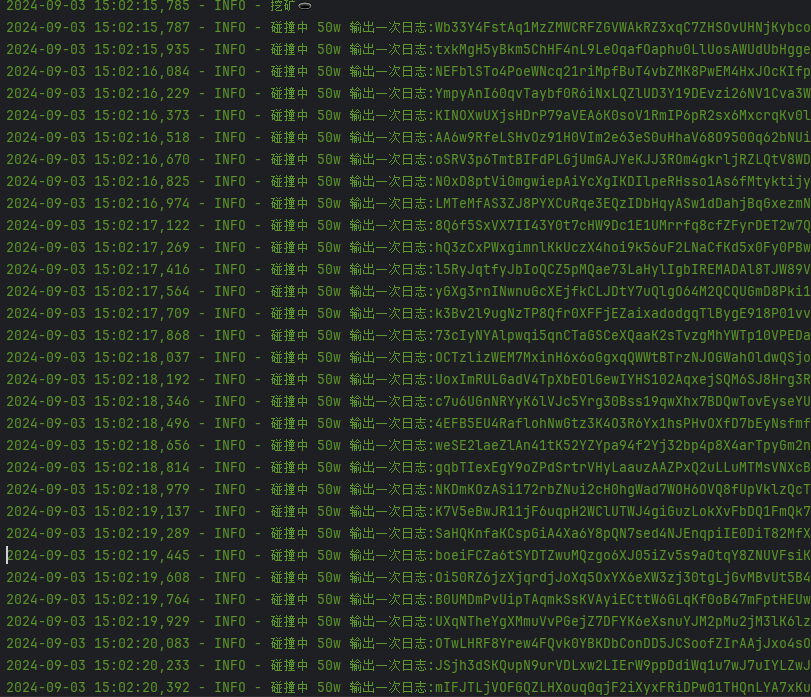 2024-09-03 15:02:15,785 - INFO - 挖矿
2024-09-03 15:02:15,787 - INFO - 碰撞中 50w 输出一次日志:Wb33Y4FstAq1MzZMWCRFZGVWAkRZ3xqC7ZHSOvUHNjKybco
2024-09-03 15:02:15,935 - INFO - 碰撞中 50w 输出一次日志:txkMgH5yBkm5ChHF4nL9LeOqafOaphu0LlUosAWUdUbHgge
2024-09-03 15:02:16,084 - INFO - 碰撞中 50w 输出一次日志:NEFblSTo4PoeWNcq21riMpfBuT4vbZMK8PwEM4HxJOcKIfp
2024-09-03 15:02:16,229 - INFO - 碰撞中 50w 输出一次日志:YmpyAnI60qvTaybf0R6iNxLQZlUD3Y19DEvzi26NV1Cva3W
2024-09-03 15:02:16,373 - INFO - 碰撞中 50w 输出一次日志:KINOXwUXjsHDrP79aVEA6K0soV1RmIP6pR2sx6MxcrqKv0l
2024-09-03 15:02:16,518 - INFO - 碰撞中 50w 输出一次日志:AA6w9RfeLSHvOz91H0VIm2e63eS0uHhaV68O9500q62bNUi
2024-09-03 15:02:16,670 - INFO - 碰撞中 50w 输出一次日志:oSRV3p6TmtBIFdPLGjUmGAJYeKJJ3ROm4gkrljRZLQtV8WD
2024-09-03 15:02:16,825 - INFO - 碰撞中 50w 输出一次日志:N0xD8ptVi0mgwiepAiYcXgIKDIlpeRHsso1As6fMtyktijy
2024-09-03 15:02:16,974 - INFO - 碰撞中 50w 输出一次日志:LMTeMfAS3ZJ8PYXCuRqe3EQzIDbHqyASw1dDahjBqGxezmN
2024-09-03 15:02:17,122 - INFO - 碰撞中 50w 输出一次日志:8Q6f5SxVX7II43Y0t7cHW9Dc1E1UMrrfq8cfZFyrDET2w7Q
2024-09-03 15:02:17,269 - INFO - 碰撞中 50w 输出一次日志:hQ3zCxPWxgimnlKkUczX4hoi9k56uF2LNaCfKd5x0Fy0PBw
2024-09-03 15:02:17,416 - INFO - 碰撞中 50w 输出一次日志:l5RyJqtfyJbIoQCZ5pMQae73LaHylIgbIREMADAl8TJW89V
2024-09-03 15:02:17,564 - INFO - 碰撞中 50w 输出一次日志:yGXg3rnINwnuGcXEjfkCLJDtY7uQlgO64M2QCQUGmD8Pki1
2024-09-03 15:02:17,709 - INFO - 碰撞中 50w 输出一次日志:k3Bv2l9ugNzTP8Qfr0XFFjEZaixadodgqTlBygE918P01vv
2024-09-03 15:02:17,868 - INFO - 碰撞中 50w 输出一次日志:73cIyNYAlpwqi5qnCTaGSCeXQaaK2sTvzgMhYWTp10VPEDa
2024-09-03 15:02:18,037 - INFO - 碰撞中 50w 输出一次日志:OCTzlizWEM7MxinH6x6oGgxqQWWtBTrzNJOGWahOldwQSjo
2024-09-03 15:02:18,192 - INFO - 碰撞中 50w 输出一次日志:UoxImRULGadV4TpXbEOlGewIYHS102AqxejSQM6SJ8Hrg3R
2024-09-03 15:02:18,346 - INFO - 碰撞中 50w 输出一次日志:c7u6UGnNRYyK6lVJc5Yrg30Bss19qwXhx7BDQwTovEyseYU
2024-09-03 15:02:18,496 - INFO - 碰撞中 50w 输出一次日志:4EFB5EU4RaflohNwGtz3K4O3R6Yx1hsPHvOXfD7bEyNsfmf
2024-09-03 15:02:18,656 - INFO - 碰撞中 50w 输出一次日志:weSE2laeZlAn41tK52YZYpa94f2Yj32bp4p8X4arTpyGm2n
2024-09-03 15:02:18,814 - INFO - 碰撞中 50w 输出一次日志:gqbTIexEgY9oZPdSrtrVHyLaauzAAZPxQ2uLLuMTMsVNXcB
2024-09-03 15:02:18,979 - INFO - 碰撞中 50w 输出一次日志:NKDmKOzASi172rbZNui2cH0hgWad7WOH6OVQ8fUpVklzQcT
2024-09-03 15:02:19,137 - INFO - 碰撞中 50w 输出一次日志:K7V5eBwJR11jF6uqpH2WClUTWJ4giGuzLokXvFbDQ1FmQk7
2024-09-03 15:02:19,289 - INFO - 碰撞中 50w 输出一次日志:SaHQKnfaKCspGiA4Xa6Y8pQN7sed4NJEnqpiIE0DiT82MfX
2024-09-03 15:02:19,445 - INFO - 碰撞中 50w 输出一次日志:boeiFCZa6tSYDTZwuMQzgo6XJ05iZv5s9aOtqY8ZNUVFsiK
2024-09-03 15:02:19,608 - INFO - 碰撞中 50w 输出一次日志:Oi50RZ6jzXjqrdjJoXq5OxYX6eXW3zj30tgLjGvMBvUt5B4
2024-09-03 15:02:19,764 - INFO - 碰撞中 50w 输出一次日志:B0UMDmPvUipTAqmkSsKVAyiECttW6GLqKf0oB47mFptHEUw
2024-09-03 15:02:19,929 - INFO - 碰撞中 50w 输出一次日志:UXqNTheYgXMmuVvPGejZ7DFYK6eXsnuYJM2pMu2jM3lK6lz
2024-09-03 15:02:20,083 - INFO - 碰撞中 50w 输出一次日志:OTwLHRF8Yrew4FQvk0YBKDbConDD5JCSoofZIrAAjJxo4sO
2024-09-03 15:02:20,233 - INFO - 碰撞中 50w 输出一次日志:JSjh3dSKQupN9urVDLxw2LIErW9ppDdiWq1u7wJ7uIYLZwJ
2024-09-03 15:02:20,392 - INFO - 碰撞中 50w 输出一次日志:mIFJTLjVOFGQZLHXouq0qjF2iXyxFRiDPw01THQnLYA7xKu